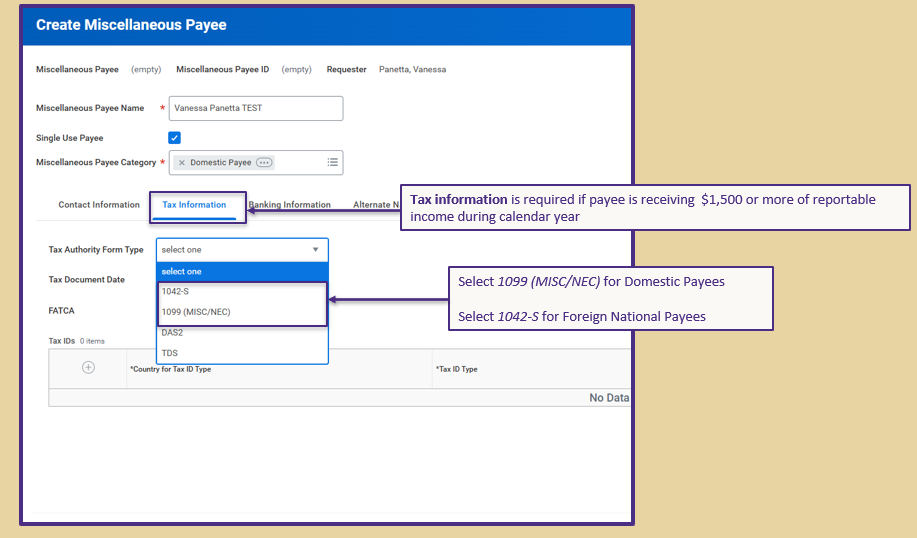 Create Miscellaneous Payee
Miscellaneous Payee (empty) Miscellaneous Payee ID (empty) Requester Panetta, Vanessa
Miscellaneous Payee Name * Vanessa Panetta TEST
Single Use Payee
Miscellaneous Payee Category * × Domestic Payee
Contact Information Tax Information Banking Information Alternate N
Tax information is required if payee is receiving $1,500 or more of reportable
income during calendar year
Tax Authority Form Type select one
select one
Tax Document Date
1042-S
FATCA 1099 (MISC/NEC)
DAS2
TDS
Select 1099 (MISC/NEC) for Domestic Payees
Select 1042-S for Foreign National Payees
Tax IDs 0 items
*Country for Tax ID Type *Tax ID Type
No Data